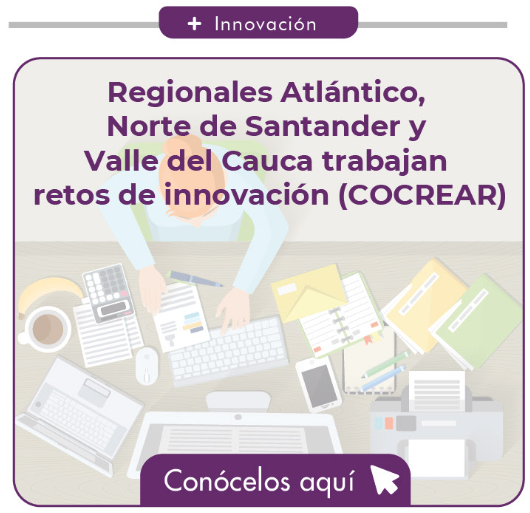 + Innovación
Regionales Atlántico,
Norte de Santander y
Valle del Cauca trabajan
retos de innovación (COCREAR)
Conócelos aquí